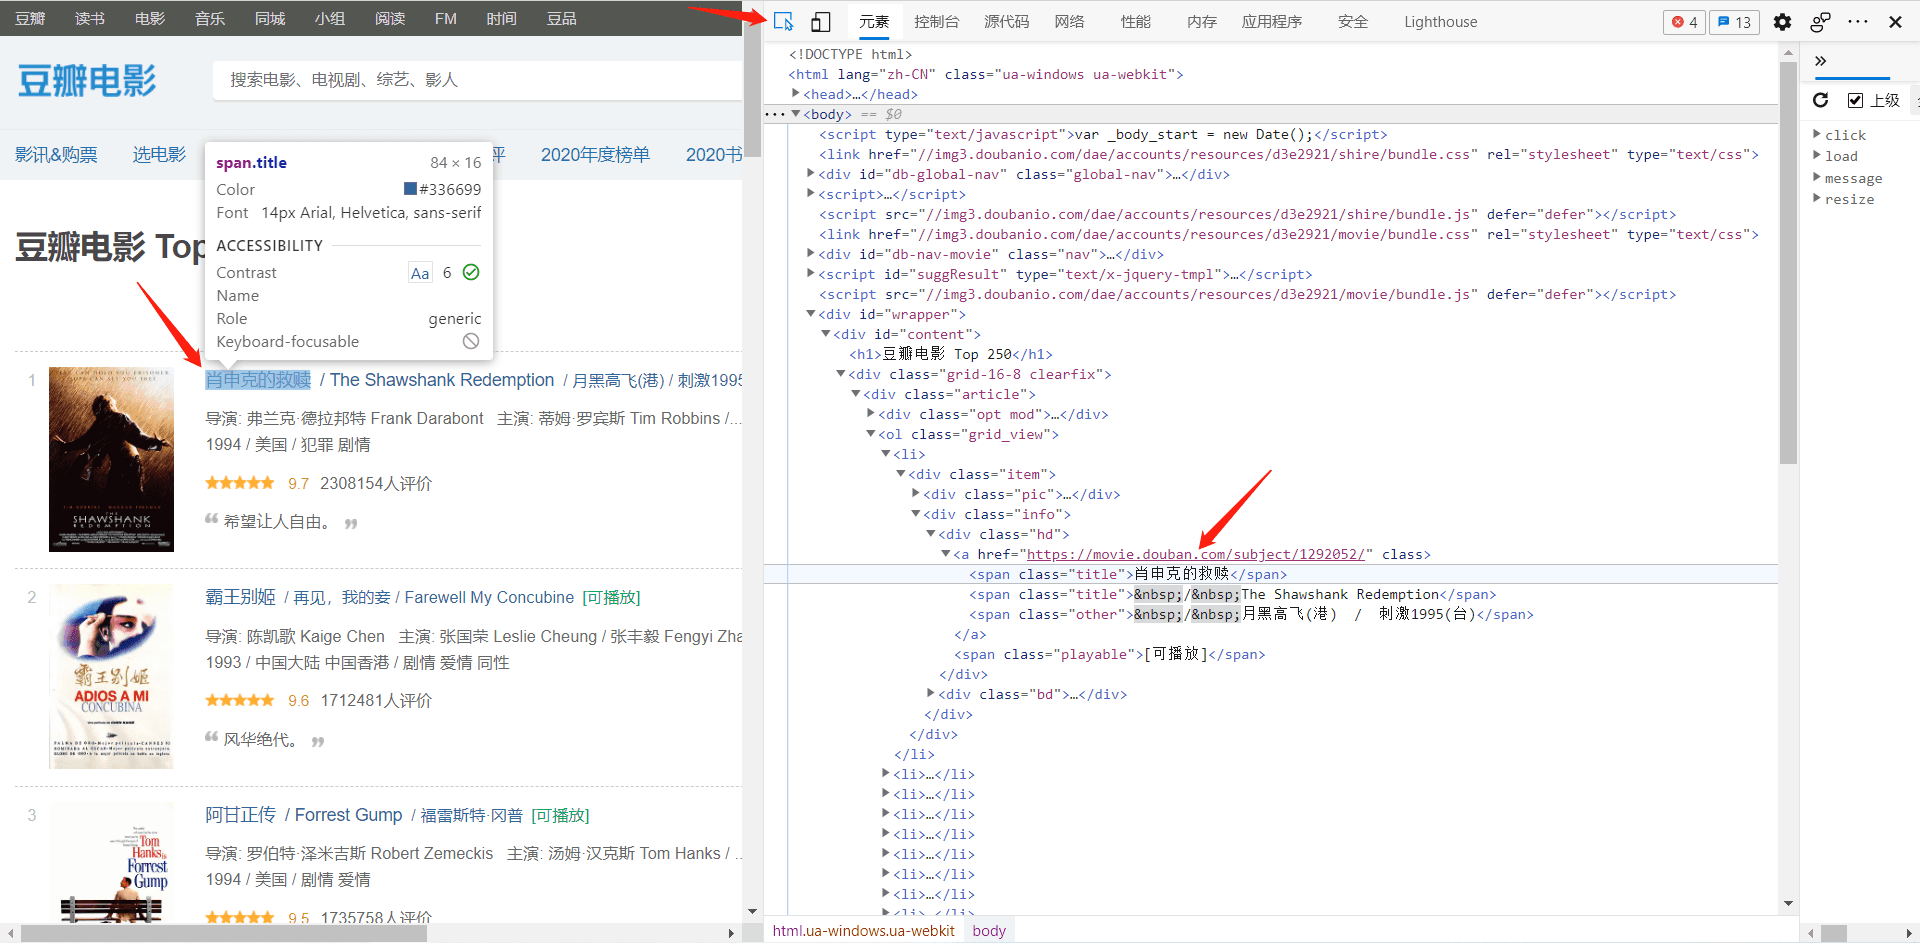 豆瓣 读书 电影 音乐 同城 小组 阅读 FM 时间 豆品
豆瓣电影
搜索电影、电视剧、综艺、影人
影讯&购票 选电影 评 2020年度榜单 2020书
span.title 84 × 16
Color #336699
Font 14px Arial, Helvetica, sans-serif
ACCESSIBILITY
Contrast Aa 6
Name
Role generic
Keyboard-focusable
豆瓣电影 Top
1
肖申克的救赎 / The Shawshank Redemption / 月黑高飞(港) / 刺激1995
导演: 弗兰克·德拉邦特 Frank Darabont 主演: 蒂姆·罗宾斯 Tim Robbins /...
1994 / 美国 / 犯罪 剧情
9.7 2308154人评价
❝ 希望让人自由。 ❞
THE
SHAWSHANK
REDEMPTION
2
霸王别姬 / 再见，我的妾 / Farewell My Concubine [可播放]
导演: 陈凯歌 Kaige Chen 主演: 张国荣 Leslie Cheung / 张丰毅 Fengyi Zha
1993 / 中国大陆 中国香港 / 剧情 爱情 同性
9.6 1712481人评价
❝ 风华绝代。 ❞
霸王别姬
ADIOS A MI
CONCUBINA
3
阿甘正传 / Forrest Gump / 福雷斯特·冈普 [可播放]
导演: 罗伯特·泽米吉斯 Robert Zemeckis 主演: 汤姆·汉克斯 Tom Hanks / ..
1994 / 美国 / 剧情 爱情
9.5 1735758人评价
Tom
Hanks is
Forrest
Gump
元素 控制台 源代码 网络 性能 内存 应用程序 安全 Lighthouse 4 13
<!DOCTYPE html>
<html lang="zh-CN" class="ua-windows ua-webkit">
<head>…</head>
<body> == $0
<script type="text/javascript">var _body_start = new Date();</script>
<link href="//img3.doubanio.com/dae/accounts/resources/d3e2921/shire/bundle.css" rel="stylesheet" type="text/css">
<div id="db-global-nav" class="global-nav">…</div>
<script>…</script>
<script src="//img3.doubanio.com/dae/accounts/resources/d3e2921/shire/bundle.js" defer="defer"></script>
<link href="//img3.doubanio.com/dae/accounts/resources/d3e2921/movie/bundle.css" rel="stylesheet" type="text/css">
<div id="db-nav-movie" class="nav">…</div>
<script id="suggResult" type="text/x-jquery-tmpl">…</script>
<script src="//img3.doubanio.com/dae/accounts/resources/d3e2921/movie/bundle.js" defer="defer"></script>
<div id="wrapper">
<div id="content">
<h1>豆瓣电影 Top 250</h1>
<div class="grid-16-8 clearfix">
<div class="article">
<div class="opt mod">…</div>
<ol class="grid_view">
<li>
<div class="item">
<div class="pic">…</div>
<div class="info">
<div class="hd">
<a href="https://movie.douban.com/subject/1292052/" class>
<span class="title">肖申克的救赎</span>
<span class="title">&nbsp;/&nbsp;The Shawshank Redemption</span>
<span class="other">&nbsp;/&nbsp;月黑高飞(港) / 刺激1995(台)</span>
</a>
<span class="playable">[可播放]</span>
</div>
<div class="bd">…</div>
</div>
</div>
</li>
<li>…</li>
<li>…</li>
<li>…</li>
<li>…</li>
<li>…</li>
<li>…</li>
<li>…</li>
<li>…</li>
html.ua-windows.ua-webkit body
»
上级
click
load
message
resize